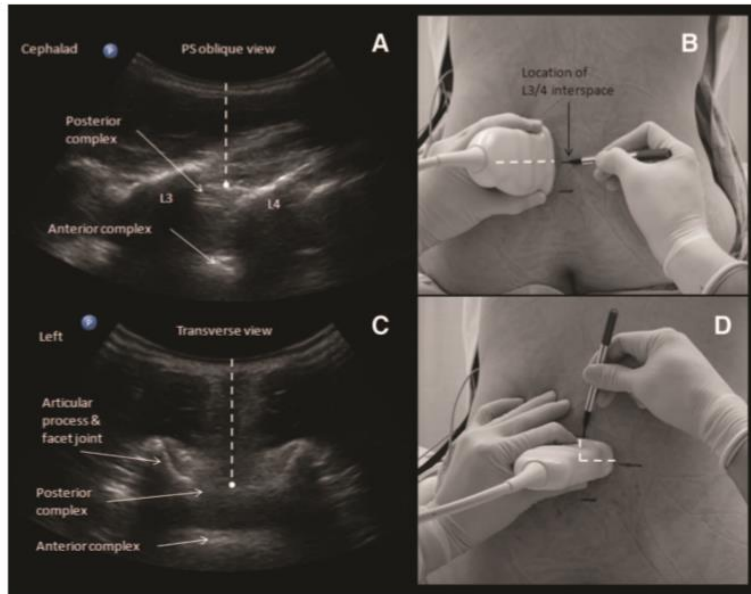 Cephalad
P
PS oblique view
A
Posterior
complex
L3
L4
Anterior complex
B
Location of
L3/4 interspace
Left
P
Transverse view
C
Articular
process &
facet joint
Posterior
complex
Anterior complex
D